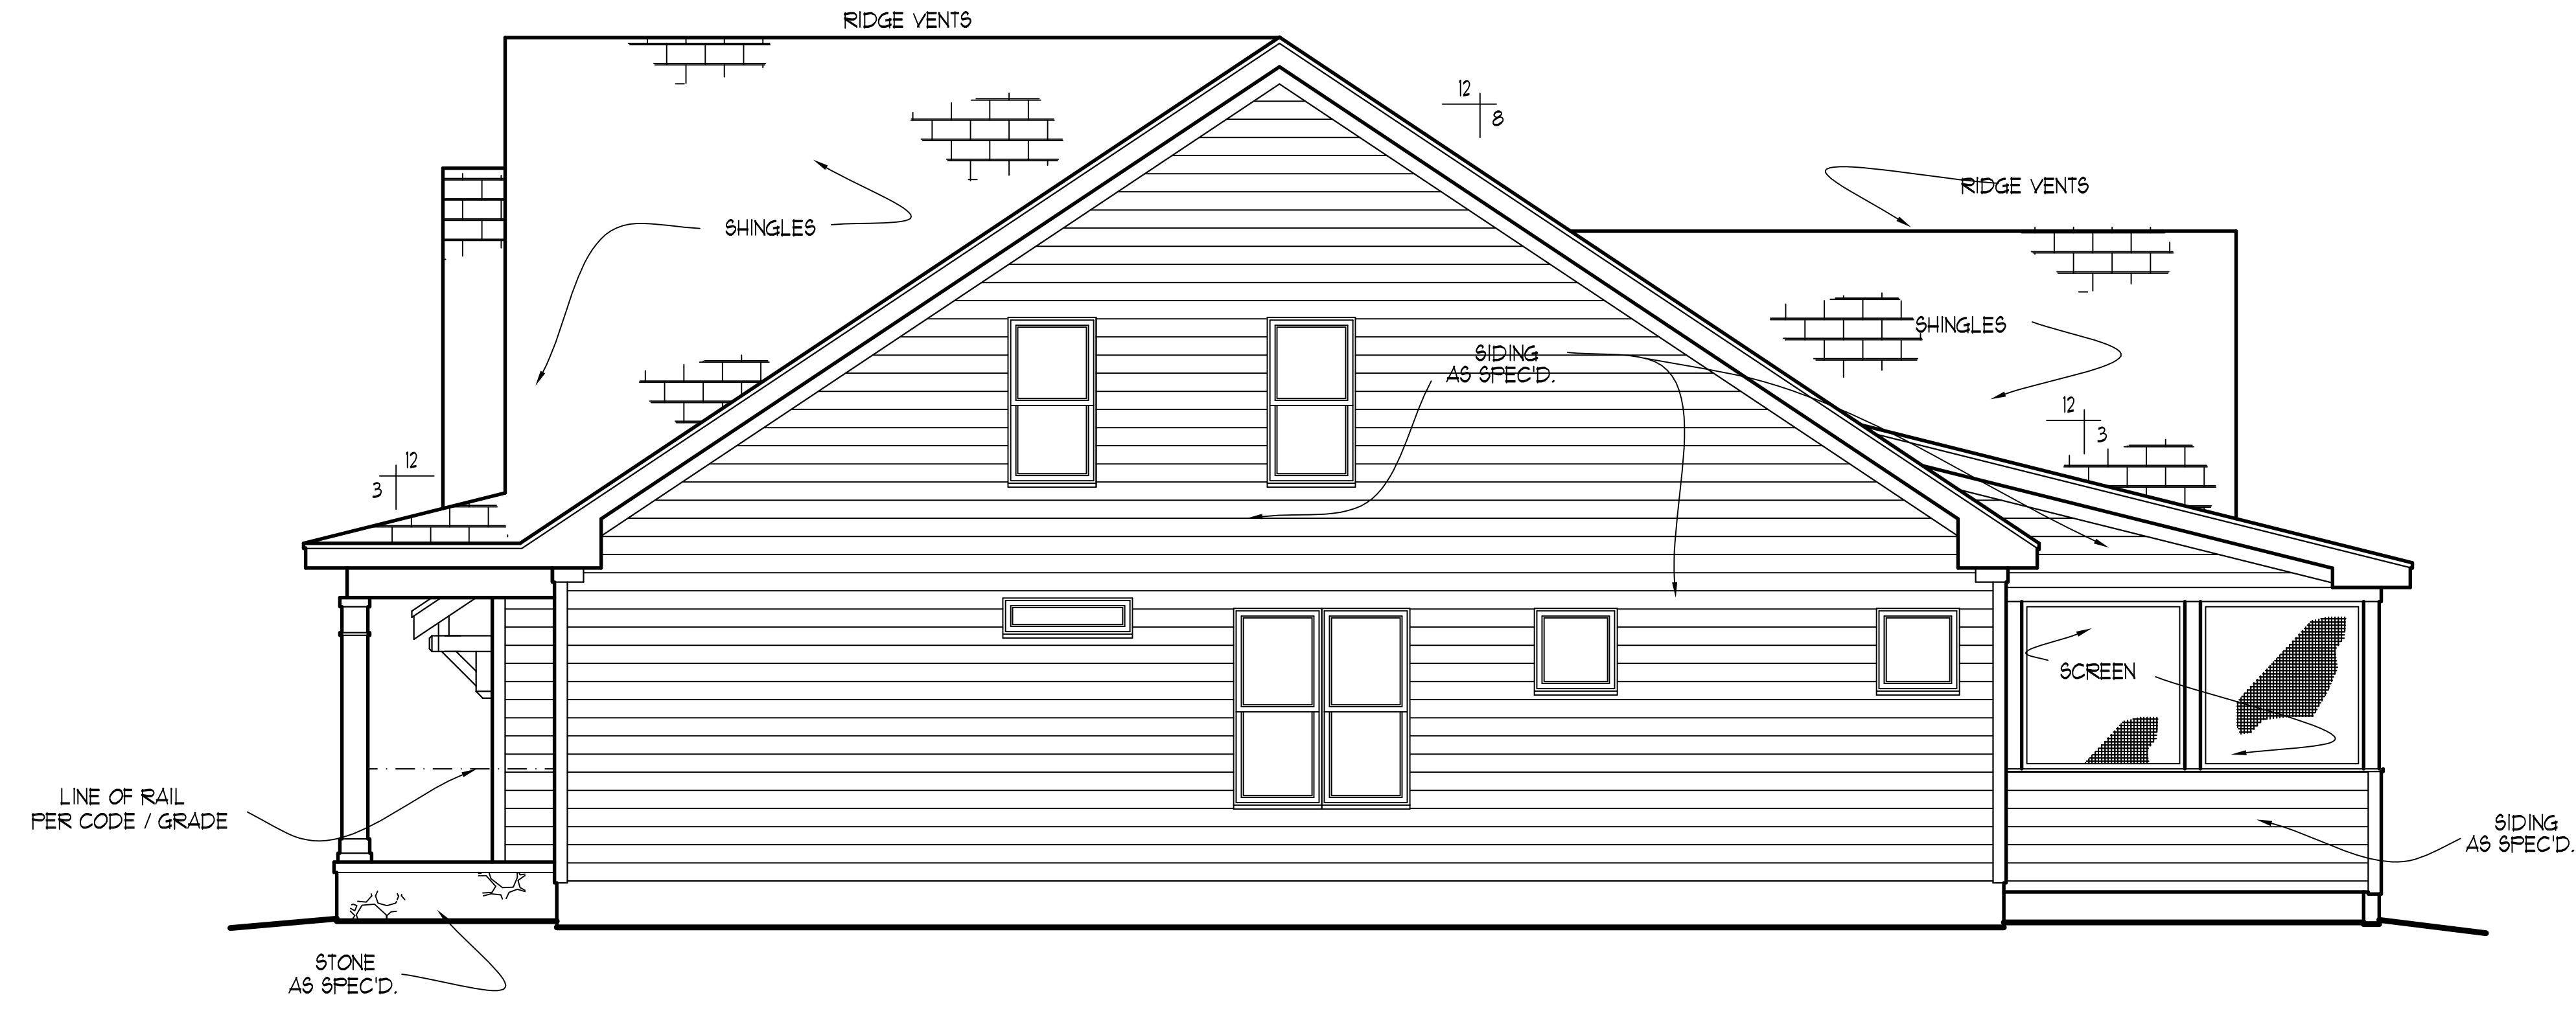 RIDGE VENTS
12
8
RIDGE VENTS
SHINGLES
SHINGLES
SIDING
AS SPEC'D.
12
3
12
3
SCREEN
LINE OF RAIL
PER CODE / GRADE
SIDING
AS SPEC'D.
STONE
AS SPEC'D.